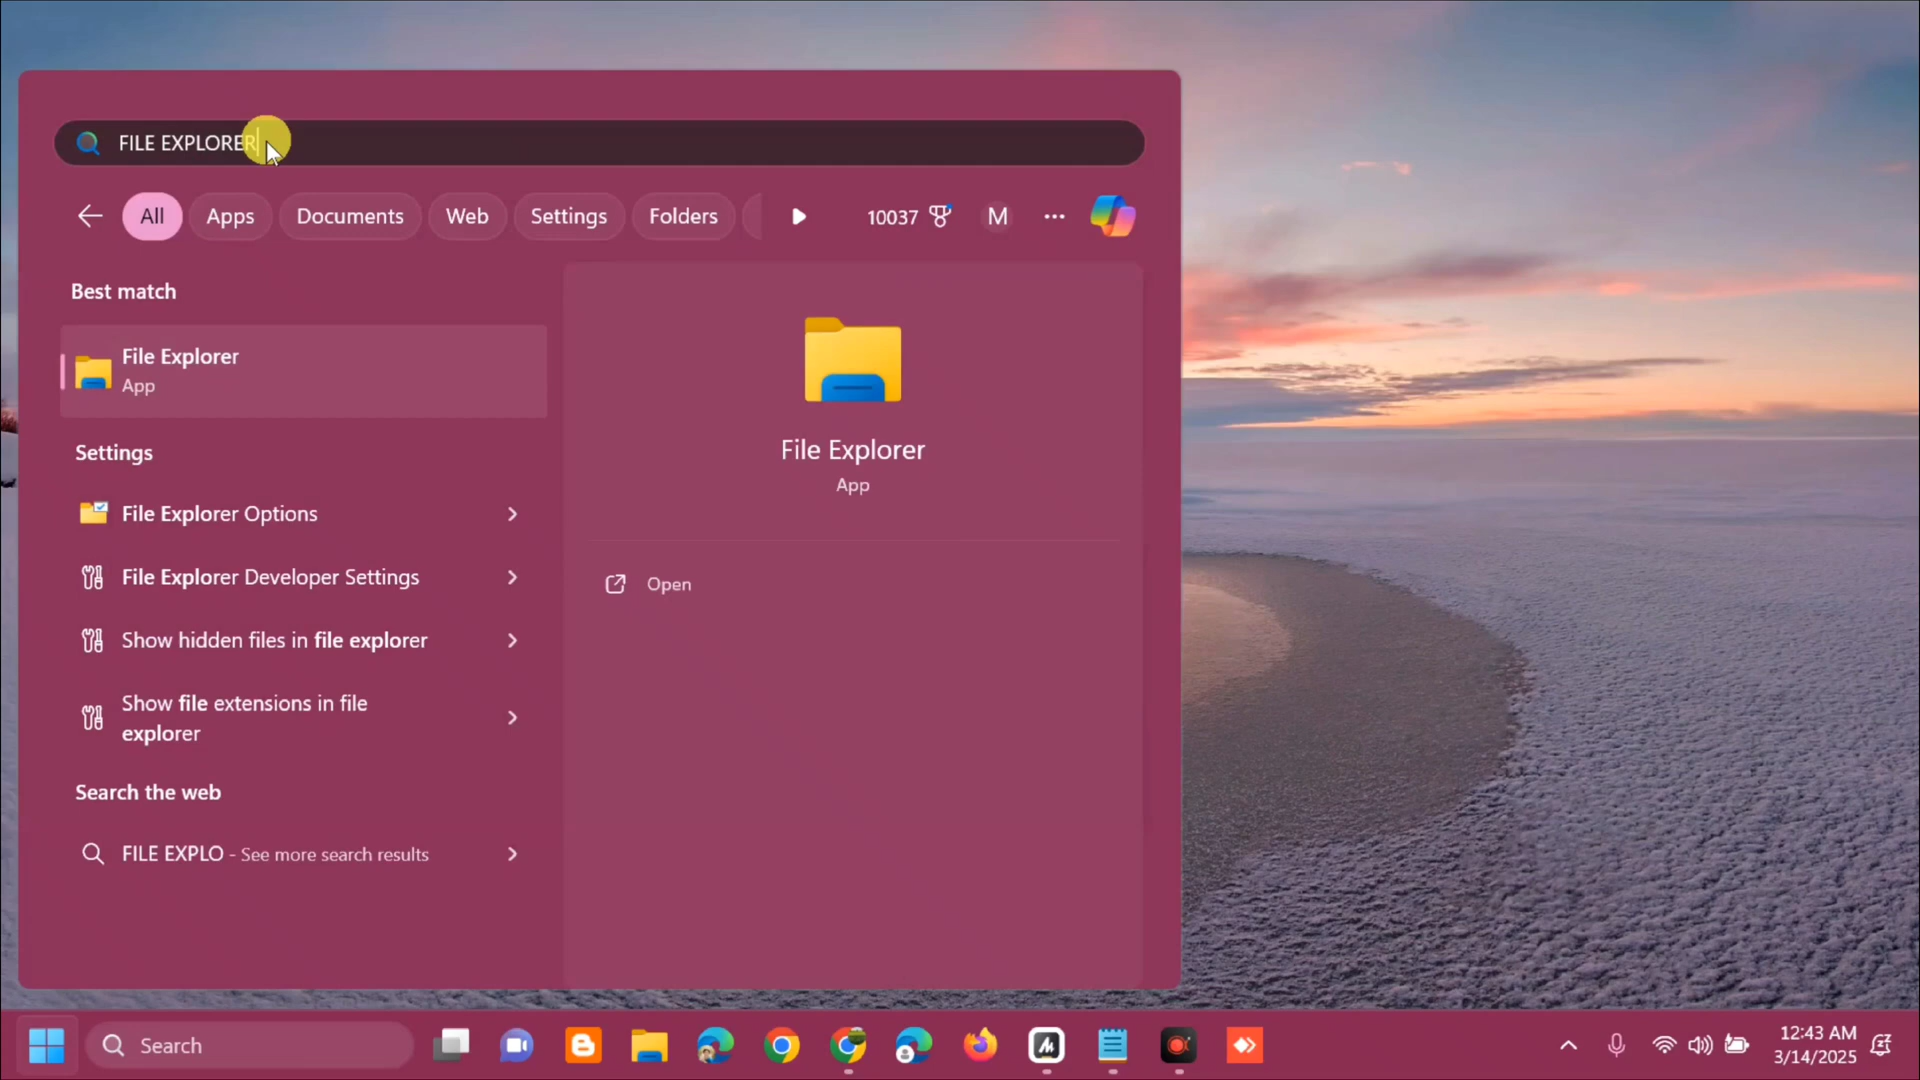 FILE EXPLORER
All
Apps
Documents
Web
Settings
Folders
10037
M
Best match
File Explorer
App
Settings
File Explorer Options
File Explorer Developer Settings
Show hidden files in file explorer
Show file extensions in file
explorer
Search the web
FILE EXPLO - See more search results
File Explorer
App
Open
Search
12:43 AM
3/14/2025